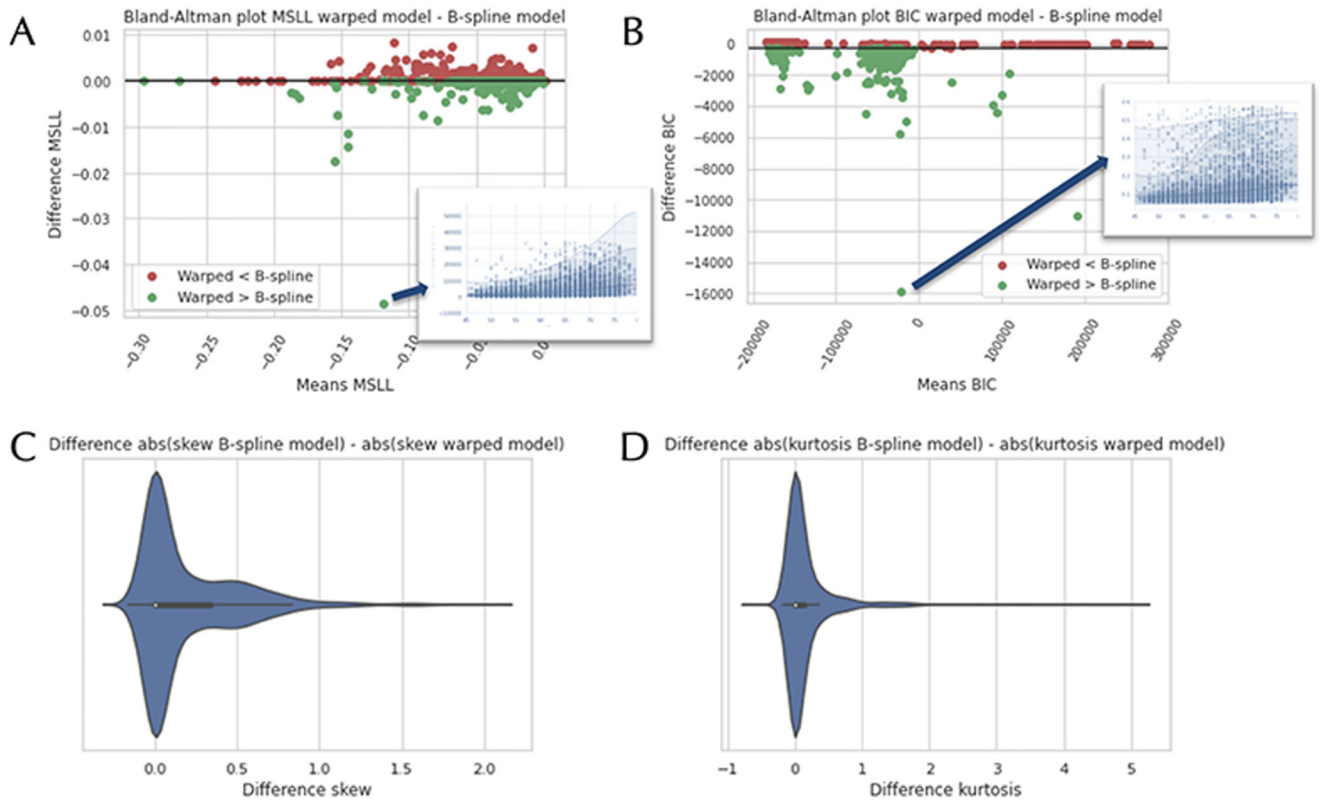 A
Bland-Altman plot MSLL warped model - B-spline model
0.01
0.00
−0.01
−0.02
−0.03
−0.04
−0.05
Difference MSLL
Warped < B-spline
Warped > B-spline
−0.30
−0.25
−0.20
−0.15
−0.10
Means MSLL
B
Bland-Altman plot BIC warped model - B-spline model
0
−2000
−4000
−6000
−8000
−10000
−12000
−14000
−16000
Difference BIC
Warped < B-spline
Warped > B-spline
−200000
−100000
0
100000
200000
300000
Means BIC
C
Difference abs(skew B-spline model) - abs(skew warped model)
0.0 0.5 1.0 1.5 2.0
Difference skew
D
Difference abs(kurtosis B-spline model) - abs(kurtosis warped model)
−1 0 1 2 3 4 5
Difference kurtosis